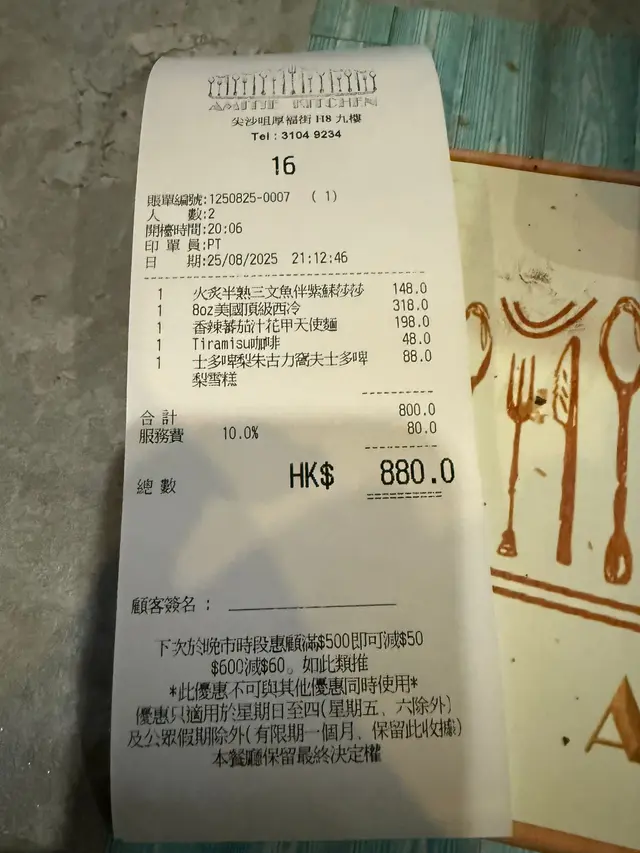 AMITIE KITCHEN
尖沙咀厚福街 H8 九樓
Tel : 3104 9234
16
賬單編號:1250825-0007 ( 1)
人 數:2
開檯時間:20:06
印 單 員:PT
日 期:25/08/2025 21:12:46
1 火炙半熟三文魚伴紫蘇莎莎 148.0
1 8oz美國頂級西冷 318.0
1 香辣蕃茄汁花甲天使麵 198.0
1 Tiramisu咖啡 48.0
1 士多啤梨朱古力窩夫士多啤 88.0
梨雪糕
合 計 800.0
服務費 10.0% 80.0
總 數 HK$ 880.0
顧客簽名 :
下次於晚市時段惠顧滿$500即可減$50
$600減$60。如此類推
*此優惠不可與其他優惠同時使用*
優惠只適用於星期日至四(星期五、六除外)
及公眾假期除外(有限期一個月、保留此收據)
本餐廳保留最終決定權
A